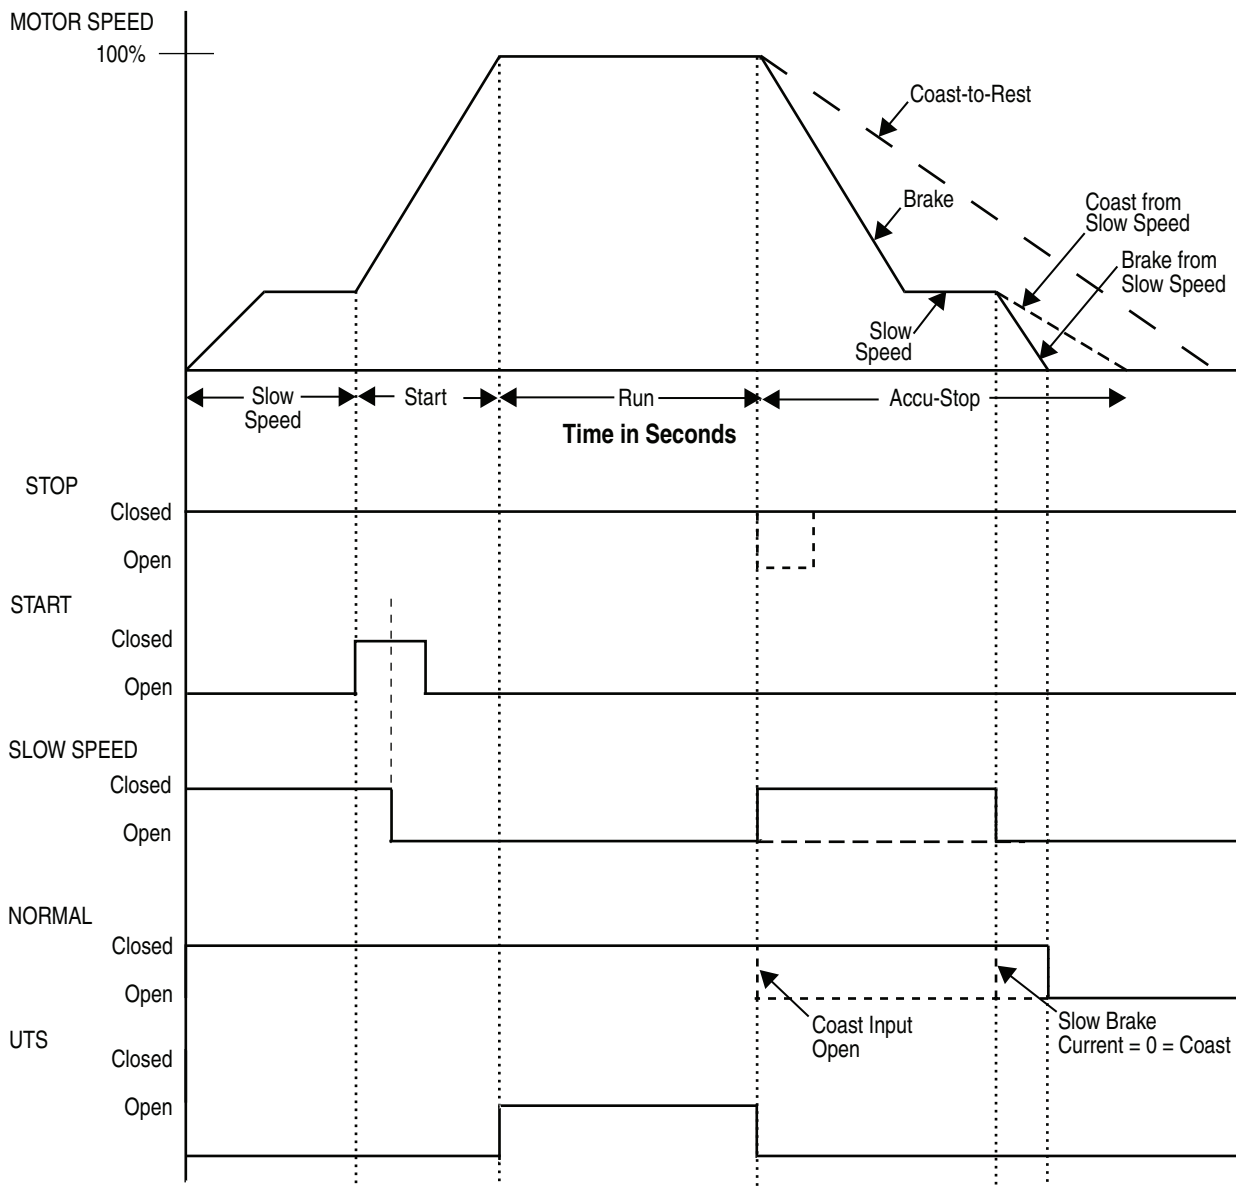 MOTOR SPEED
100%
Coast-to-Rest
Brake
Coast from
Slow Speed
Brake from
Slow Speed
Slow
Speed
Slow
Speed
Start
Run
Accu-Stop
Time in Seconds
STOP
Closed
Open
START
Closed
Open
SLOW SPEED
Closed
Open
NORMAL
Closed
Open
Coast Input
Open
Slow Brake
Current = 0 = Coast
UTS
Closed
Open